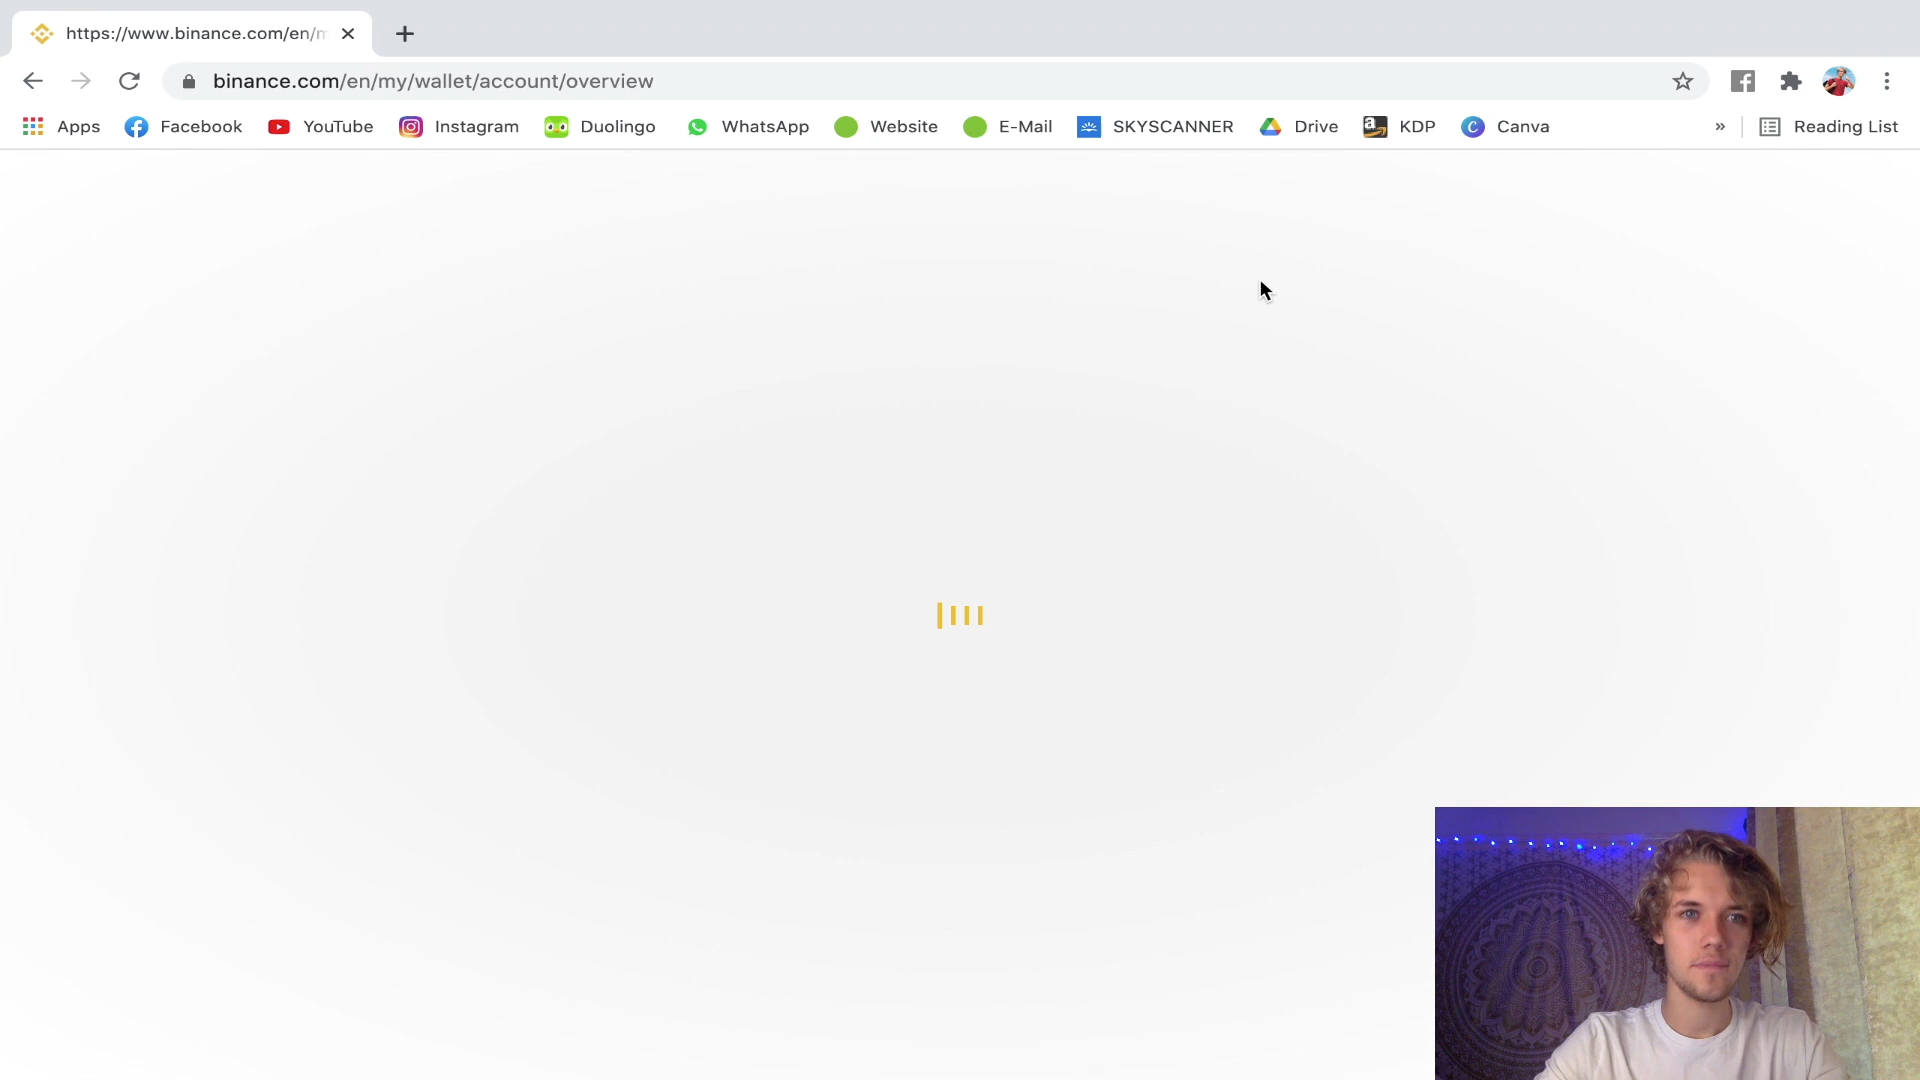 https://www.binance.com/en/m
binance.com/en/my/wallet/account/overview
Apps Facebook YouTube Instagram Duolingo WhatsApp Website E-Mail SKYSCANNER Drive KDP Canva » Reading List